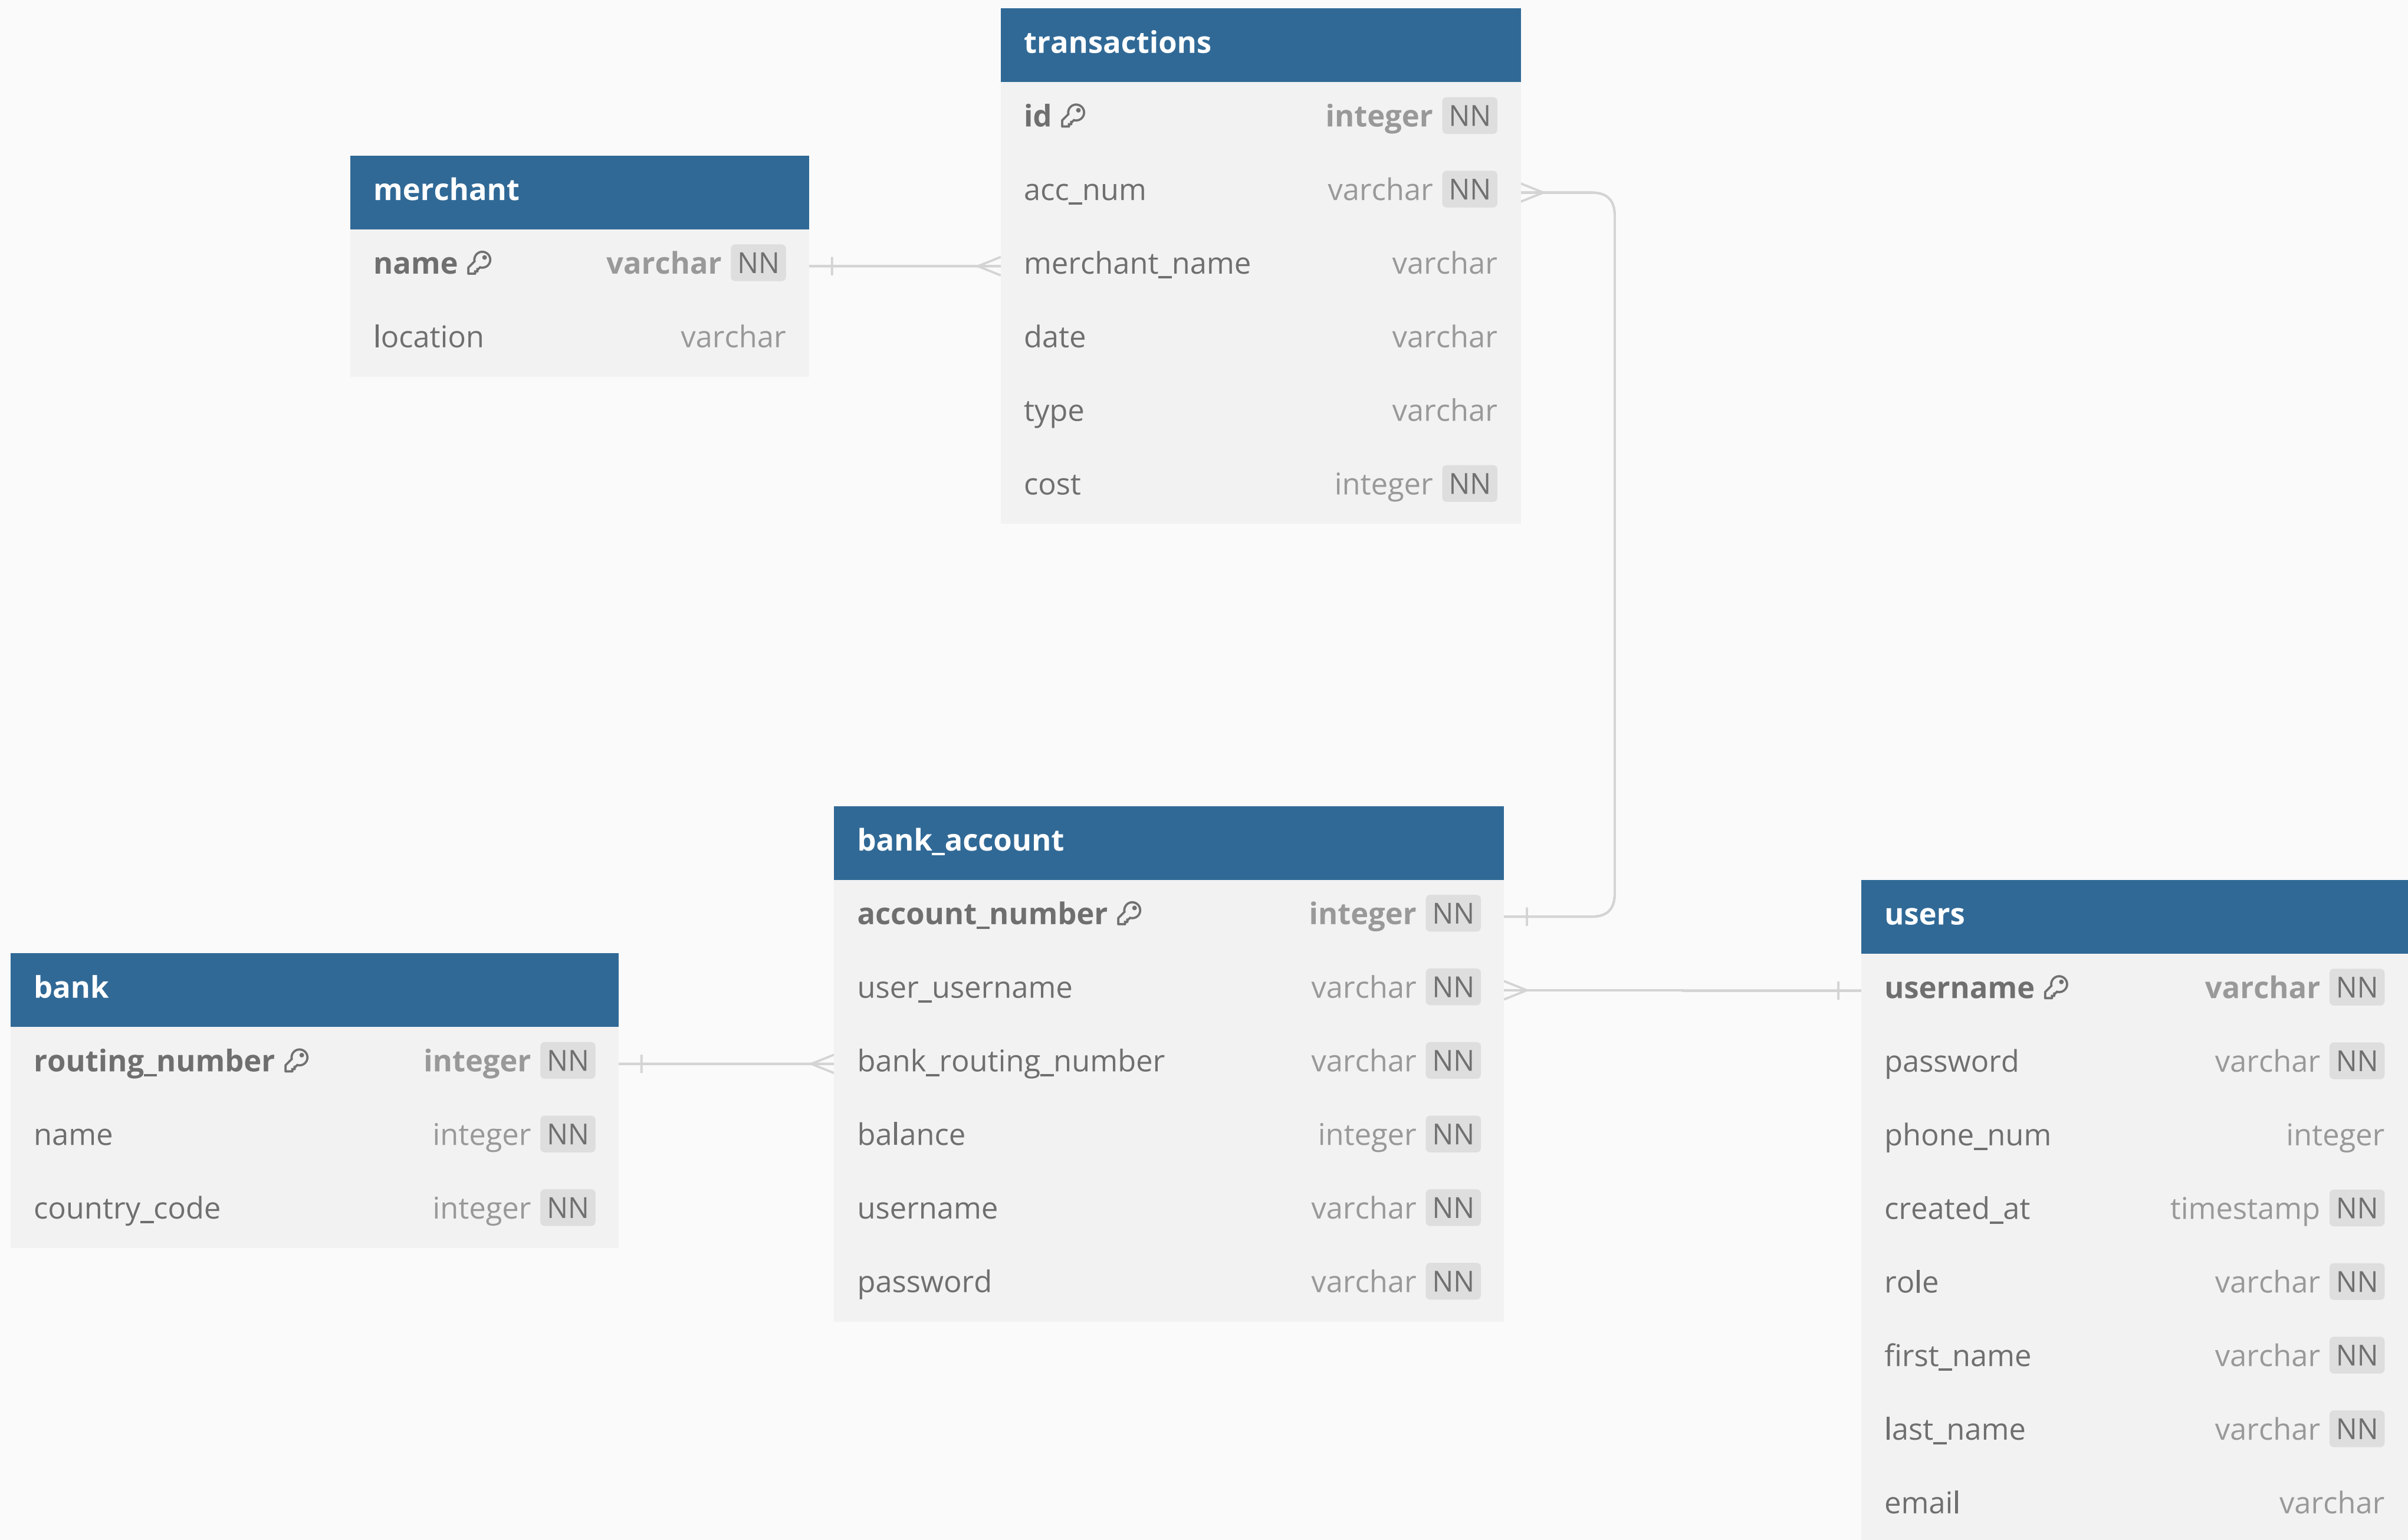 transactions
id integer NN
acc_num varchar NN
merchant_name varchar
date varchar
type varchar
cost integer NN
merchant
name varchar NN
location varchar
bank_account
account_number integer NN
user_username varchar NN
bank_routing_number varchar NN
balance integer NN
username varchar NN
password varchar NN
bank
routing_number integer NN
name integer NN
country_code integer NN
users
username varchar NN
password varchar NN
phone_num integer
created_at timestamp NN
role varchar NN
first_name varchar NN
last_name varchar NN
email varchar